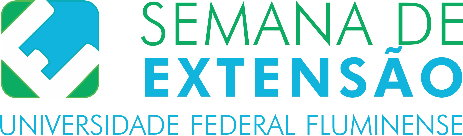 SEMANA DE
EXTENSÃO
UNIVERSIDADE FEDERAL FLUMINENSE